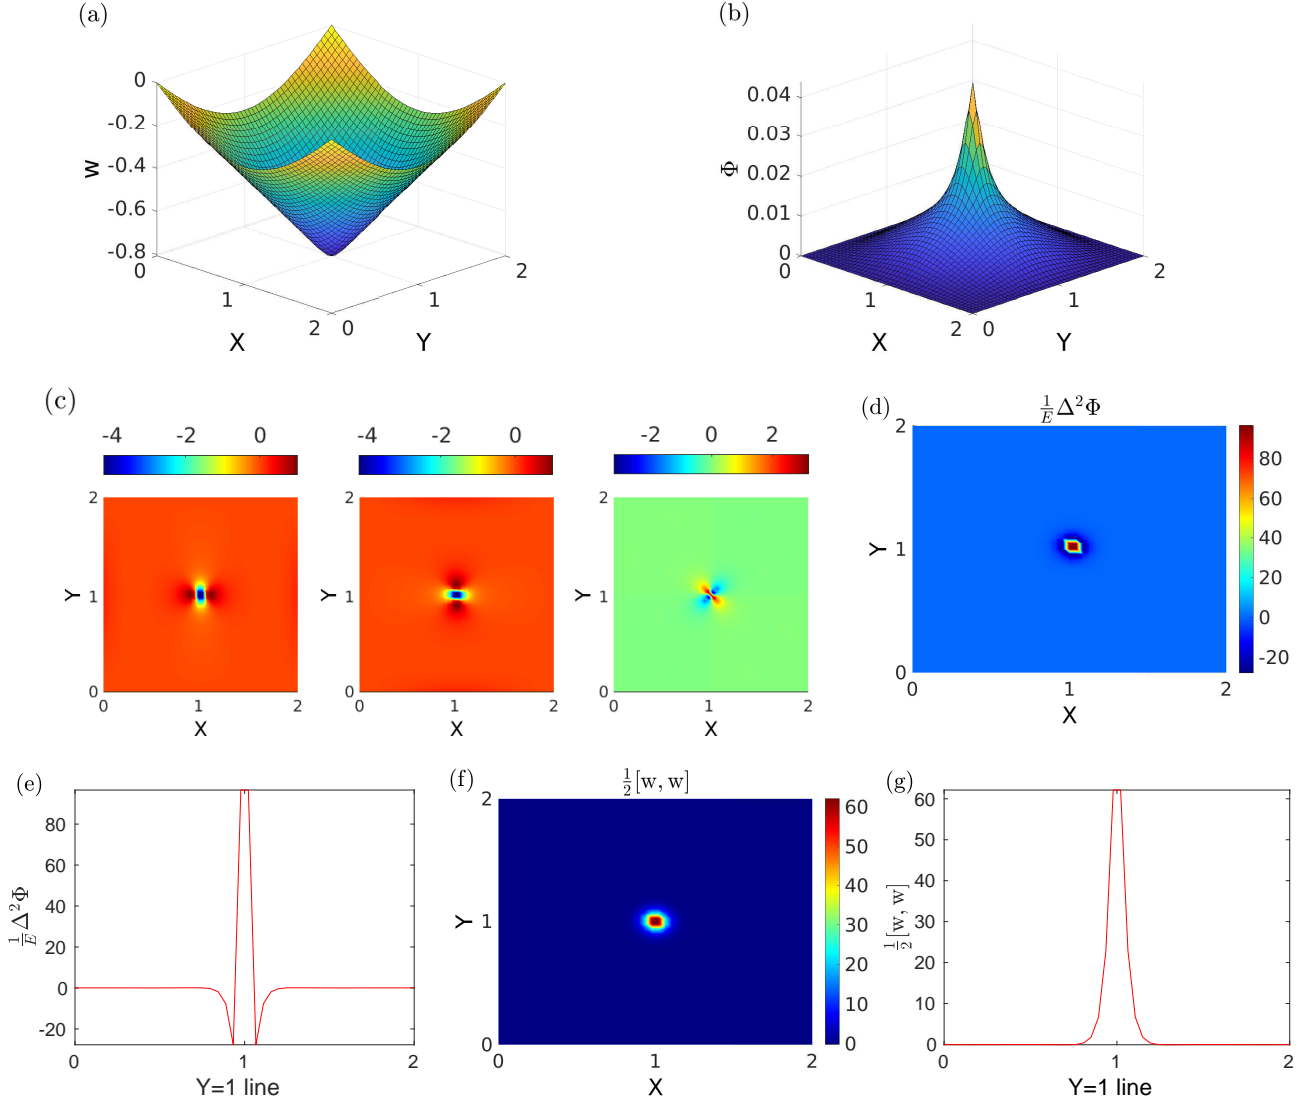 (a)
0
-0.2
-0.4
-0.6
-0.8
w
0
1
2
X
0
1
2
Y
(b)
0.04
0.03
0.02
0.01
0
Φ
0
1
2
X
0
1
2
Y
(c)
-4 -2 0
2
1
0
Y
0 1 2
X
-4 -2 0
2
1
0
Y
0 1 2
X
-2 0 2
2
1
0
Y
0 1 2
X
(d)
1/E Δ²Φ
2
1
0
Y
0 1 2
X
80
60
40
20
0
-20
(e)
80
60
40
20
0
-20
1/E Δ²Φ
0 1 2
Y=1 line
(f)
1/2 [w, w]
2
1
0
Y
0 1 2
X
60
50
40
30
20
10
0
(g)
60
50
40
30
20
10
0
1/2 [w, w]
0 1 2
Y=1 line